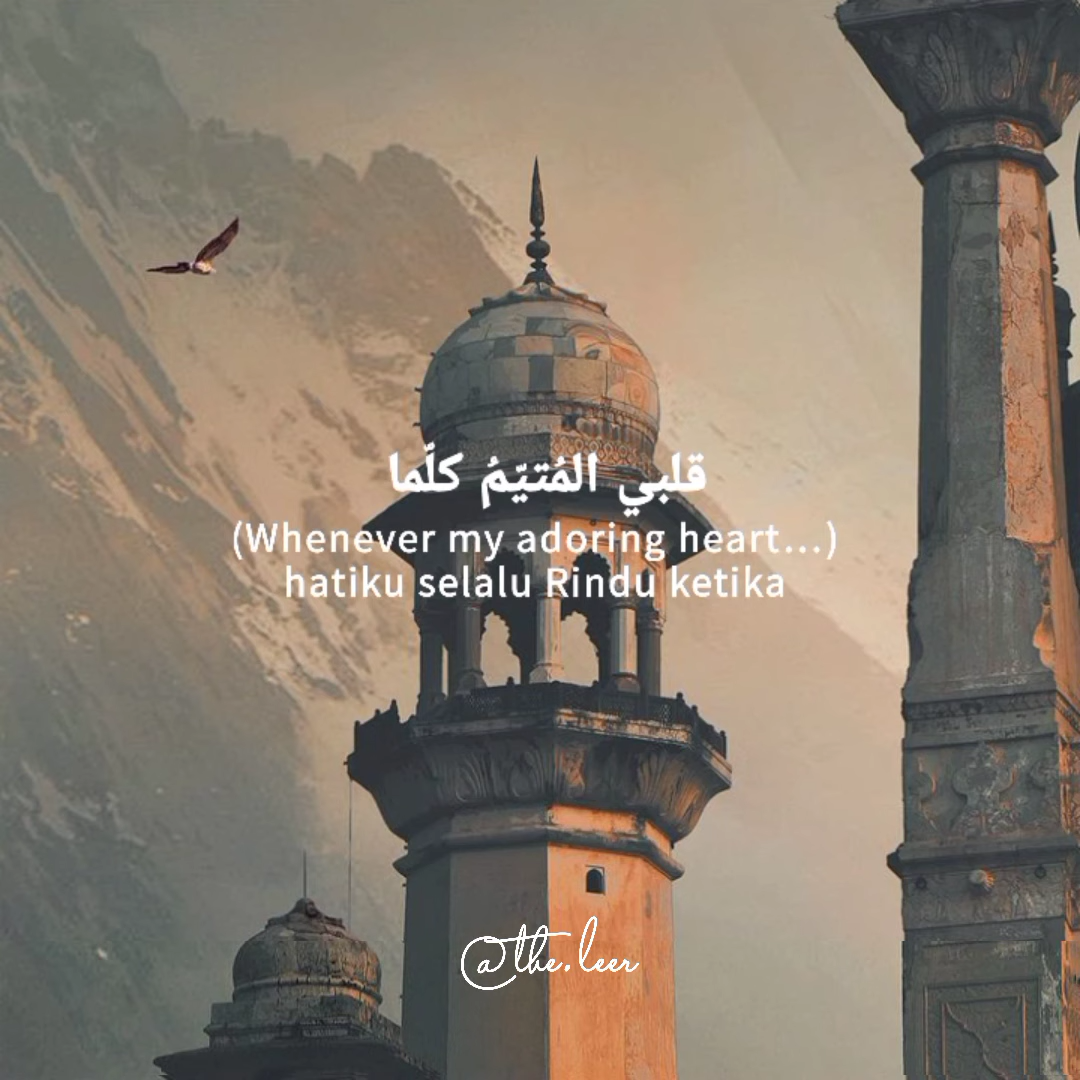 قلبي المُتيّمُ كلّما
(Whenever my adoring heart...)
hatiku selalu Rindu ketika
@the.leer